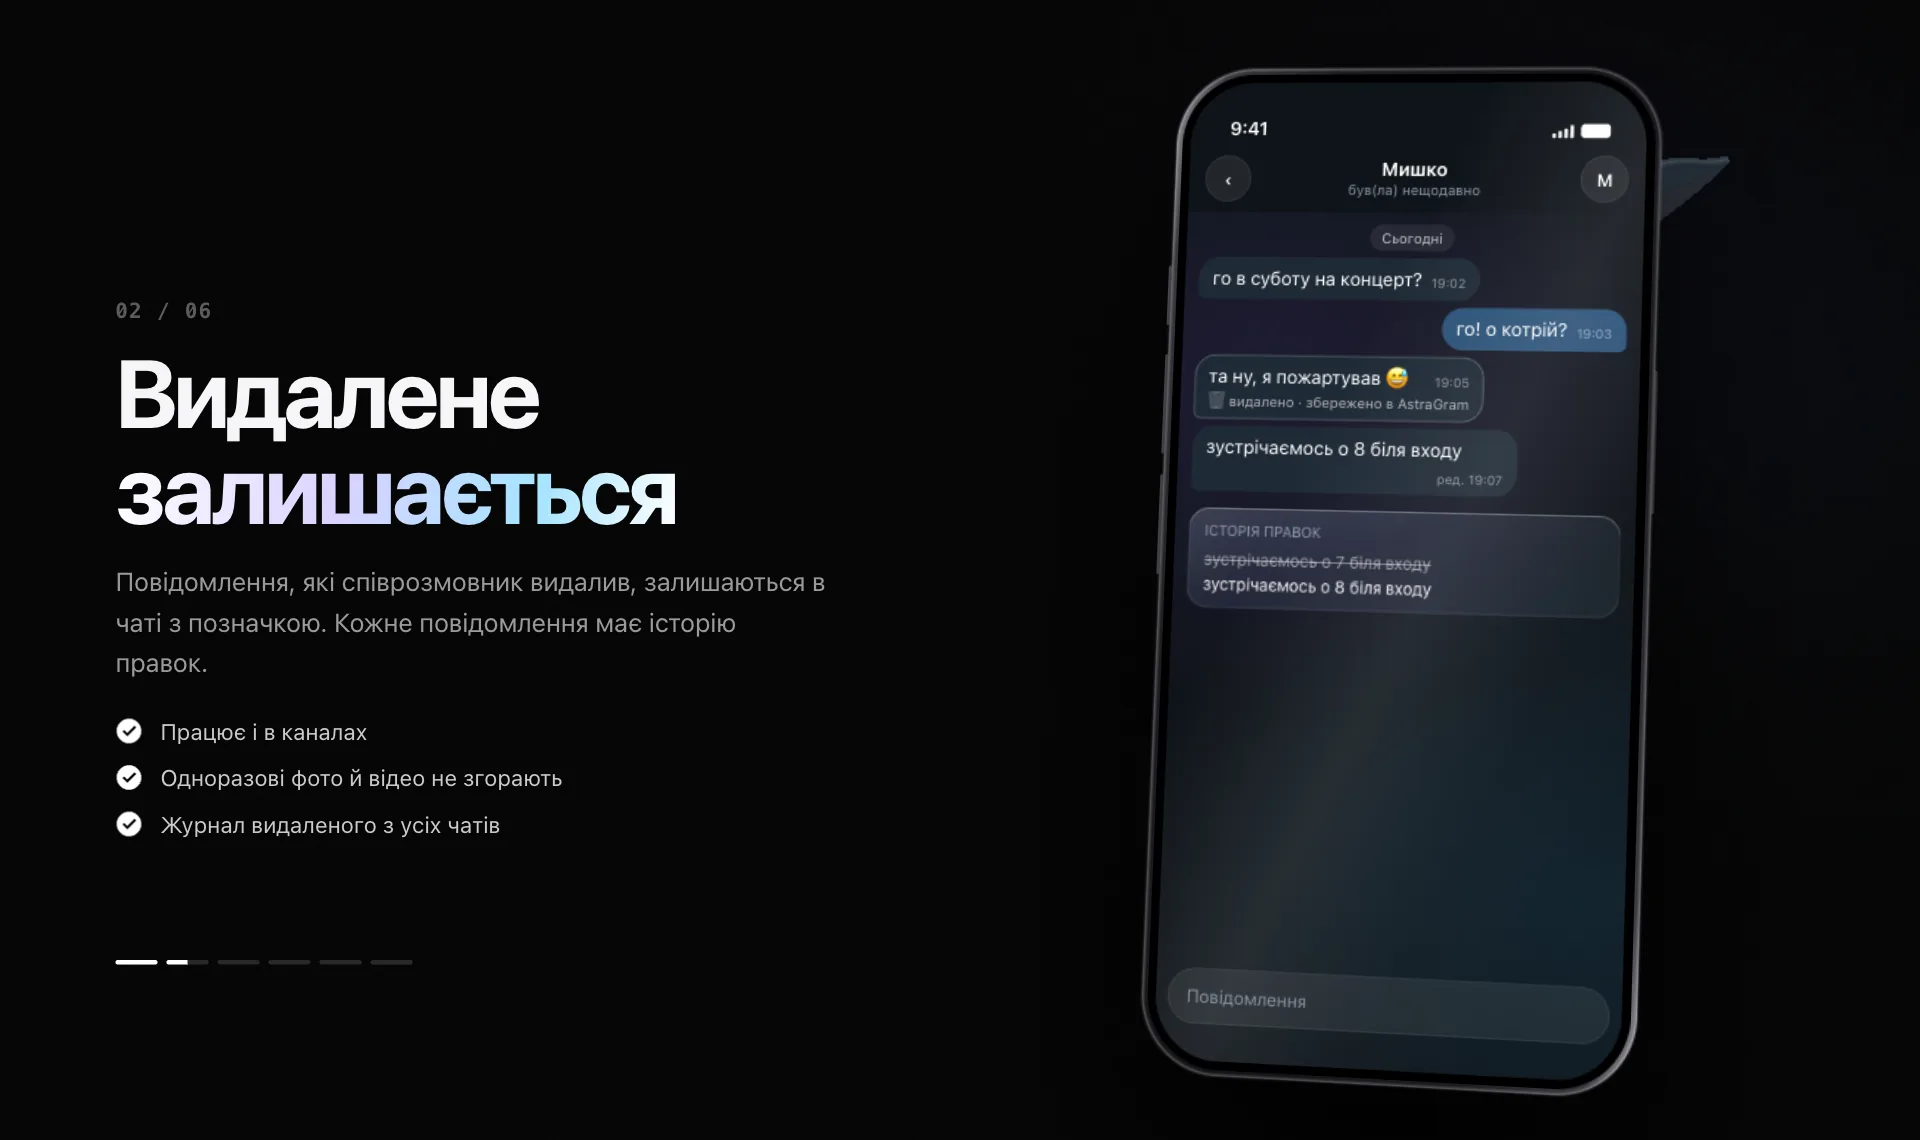 02 / 06
Видалене
залишається
Повідомлення, які співрозмовник видалив, залишаються в
чаті з позначкою. Кожне повідомлення має історію
правок.
Працює і в каналах
Одноразові фото й відео не згорають
Журнал видаленого з усіх чатів
9:41
‹
Мишко
був(ла) нещодавно
М
Сьогодні
го в суботу на концерт? 19:02
го! о котрій? 19:03
та ну, я пожартував 😅 19:05
🗑 видалено · збережено в AstraGram
зустрічаємось о 8 біля входу
ред. 19:07
ІСТОРІЯ ПРАВОК
зустрічаємось о 7 біля входу
зустрічаємось о 8 біля входу
Повідомлення